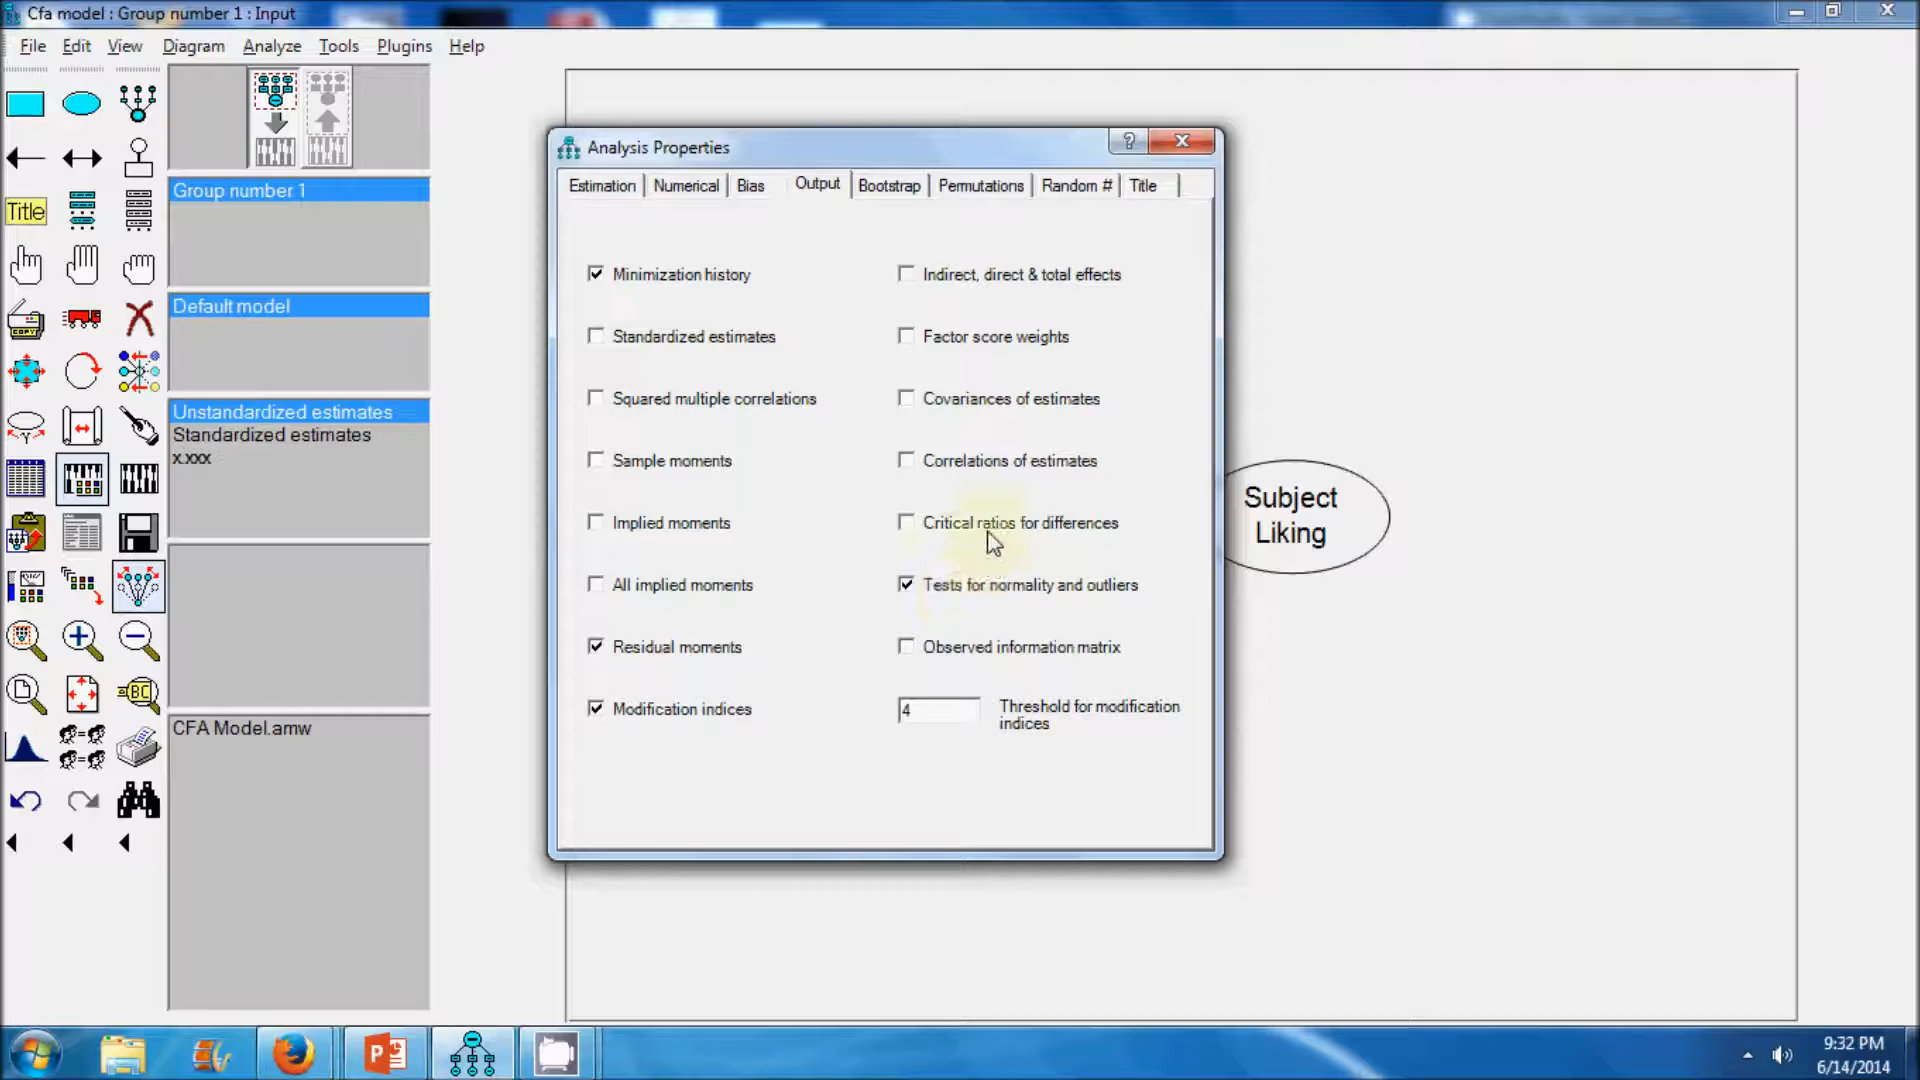 Cfa model : Group number 1 : Input
File Edit View Diagram Analyze Tools Plugins Help
Title
COPY
BC
Group number 1
Default model
Unstandardized estimates
Standardized estimates
x.xxx
CFA Model.amw
Analysis Properties
?
Estimation Numerical Bias Output Bootstrap Permutations Random # Title
Minimization history
Standardized estimates
Squared multiple correlations
Sample moments
Implied moments
All implied moments
Residual moments
Modification indices
Indirect, direct & total effects
Factor score weights
Covariances of estimates
Correlations of estimates
Critical ratios for differences
Tests for normality and outliers
Observed information matrix
4 Threshold for modification
indices
Subject
Liking
9:32 PM
6/14/2014